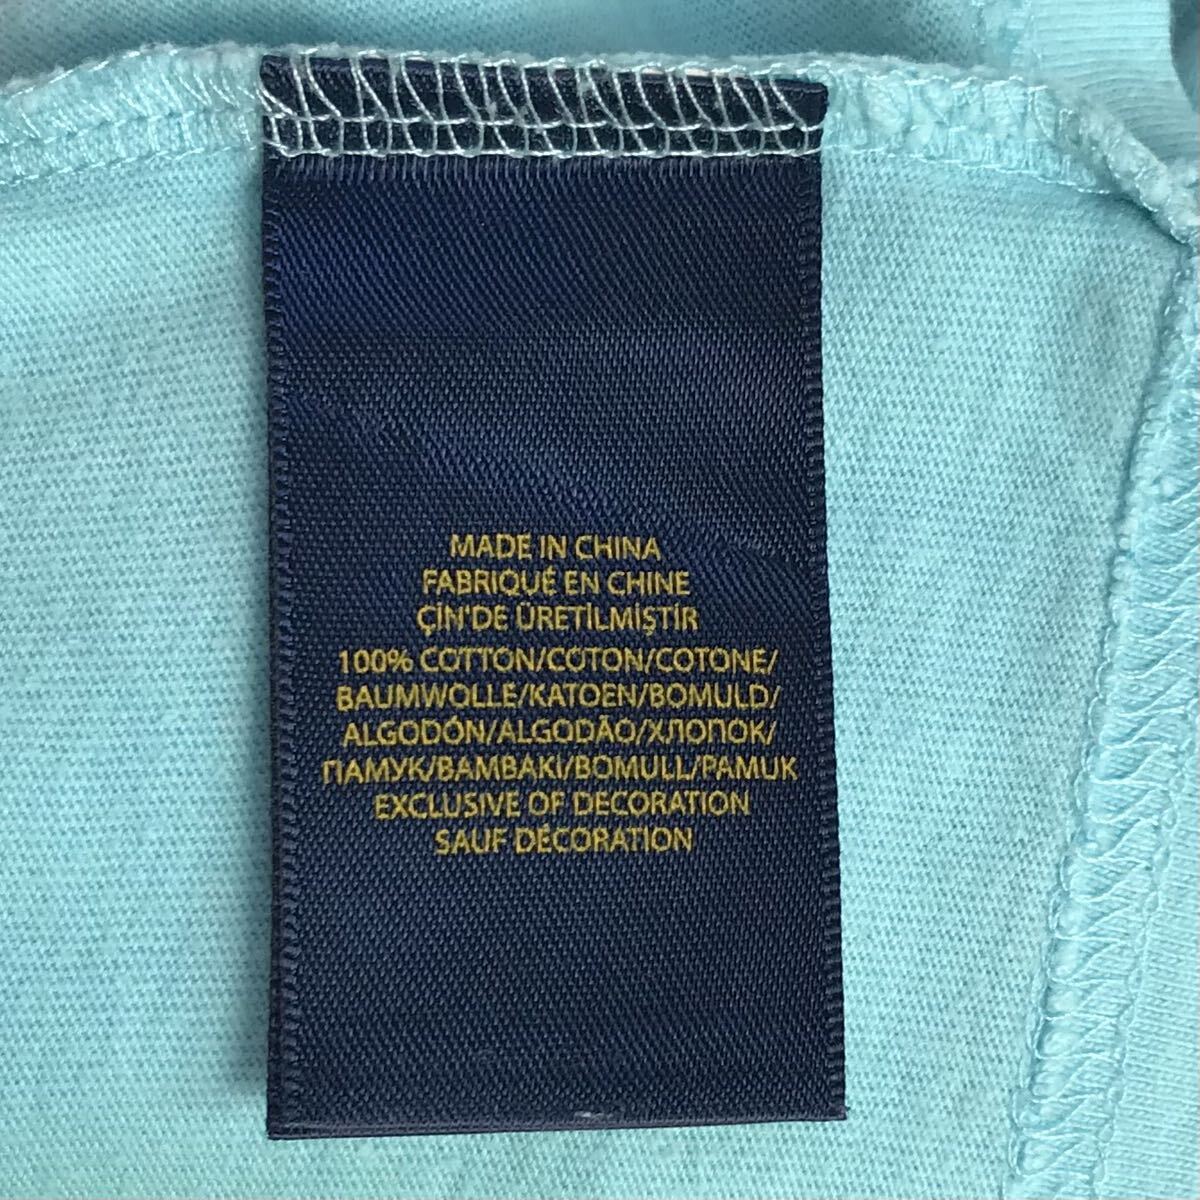 MADE IN CHINA
FABRIQUÉ EN CHINE
ÇİN'DE ÜRETİLMİŞTİR
100% COTTON/COTON/COTONE/
BAUMWOLLE/KATOEN/BOMULD/
ALGODÓN/ALGODÃO/ХЛОПОК/
ПАМУК/BAMBAKI/BOMULL/PAMUK
EXCLUSIVE OF DECORATION
SAUF DÉCORATION